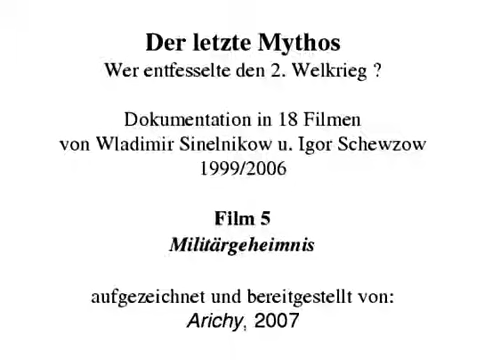 Der letzte Mythos
Wer entfesselte den 2. Welkrieg ?
Dokumentation in 18 Filmen
von Wladimir Sinelnikow u. Igor Schewzow
1999/2006
Film 5
Militärgeheimnis
aufgezeichnet und bereitgestellt von:
Arichy, 2007